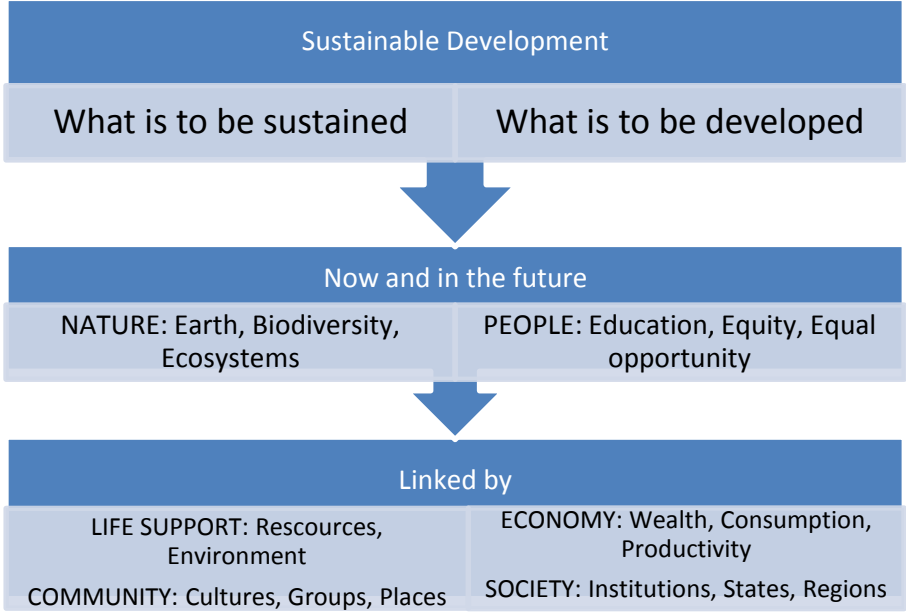 Sustainable Development
What is to be sustained
What is to be developed
Now and in the future
NATURE: Earth, Biodiversity,
Ecosystems
PEOPLE: Education, Equity, Equal
opportunity
Linked by
LIFE SUPPORT: Rescources,
Environment
COMMUNITY: Cultures, Groups, Places
ECONOMY: Wealth, Consumption,
Productivity
SOCIETY: Institutions, States, Regions